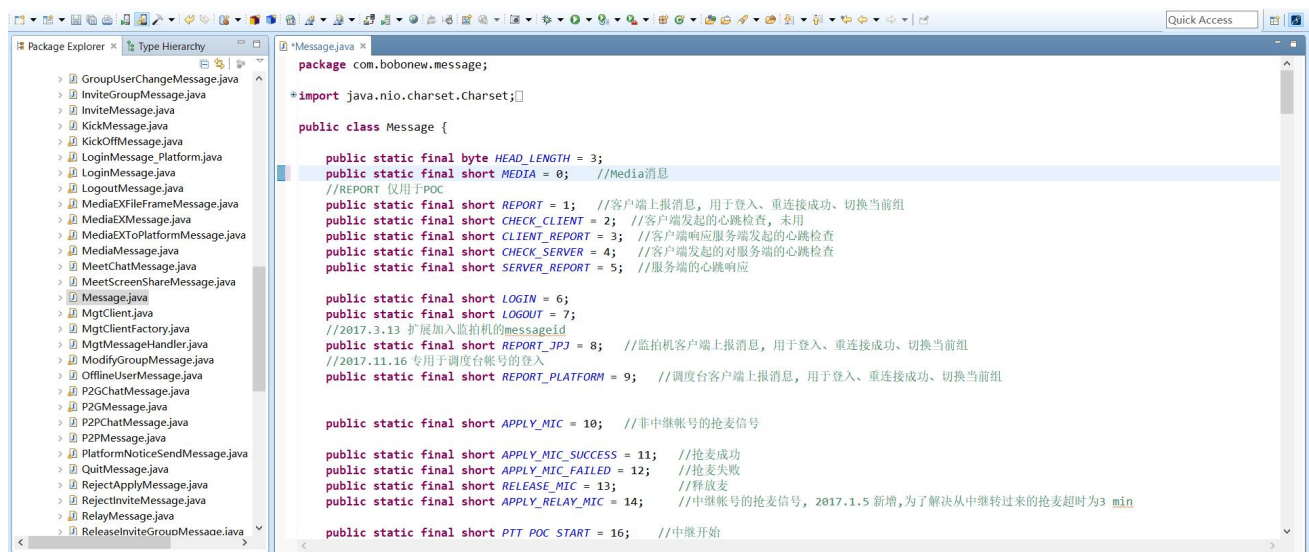 Quick Access
Package Explorer
Type Hierarchy
GroupUserChangeMessage.java
InviteGroupMessage.java
InviteMessage.java
KickMessage.java
KickOffMessage.java
LoginMessage_Platform.java
LoginMessage.java
LogoutMessage.java
MediaEXFileFrameMessage.java
MediaEXMessage.java
MediaEXToPlatformMessage.java
MediaMessage.java
MeetChatMessage.java
MeetScreenShareMessage.java
Message.java
MgtClient.java
MgtClientFactory.java
MgtMessageHandler.java
ModifyGroupMessage.java
OfflineUserMessage.java
P2GChatMessage.java
P2GMessage.java
P2PChatMessage.java
P2PMessage.java
PlatformNoticeSendMessage.java
QuitMessage.java
RejectApplyMessage.java
RejectInviteMessage.java
RelayMessage.java
ReleaseInviteGroupMessage.java
*Message.java
package com.bobonew.message;
import java.nio.charset.Charset;
public class Message {
public static final byte HEAD_LENGTH = 3;
public static final short MEDIA = 0; //Media消息
//REPORT 仅用于POC
public static final short REPORT = 1; //客户端上报消息, 用于登入、重连接成功、切换当前组
public static final short CHECK_CLIENT = 2; //客户端发起的心跳检查, 未用
public static final short CLIENT_REPORT = 3; //客户端响应服务端发起的心跳检查
public static final short CHECK_SERVER = 4; //客户端发起的对服务端的心跳检查
public static final short SERVER_REPORT = 5; //服务端的心跳响应
public static final short LOGIN = 6;
public static final short LOGOUT = 7;
//2017.3.13 扩展加入监拍机的messageid
public static final short REPORT_JPJ = 8; //监拍机客户端上报消息, 用于登入、重连接成功、切换当前组
//2017.11.16 专用于调度台帐号的登入
public static final short REPORT_PLATFORM = 9; //调度台客户端上报消息, 用于登入、重连接成功、切换当前组
public static final short APPLY_MIC = 10; //非中继帐号的抢麦信号
public static final short APPLY_MIC_SUCCESS = 11; //抢麦成功
public static final short APPLY_MIC_FAILED = 12; //抢麦失败
public static final short RELEASE_MIC = 13; //释放麦
public static final short APPLY_RELAY_MIC = 14; //中继帐号的抢麦信号, 2017.1.5 新增,为了解决从中继转过来的抢麦超时为3 min
public static final short PTT_POC_START = 16; //中继开始